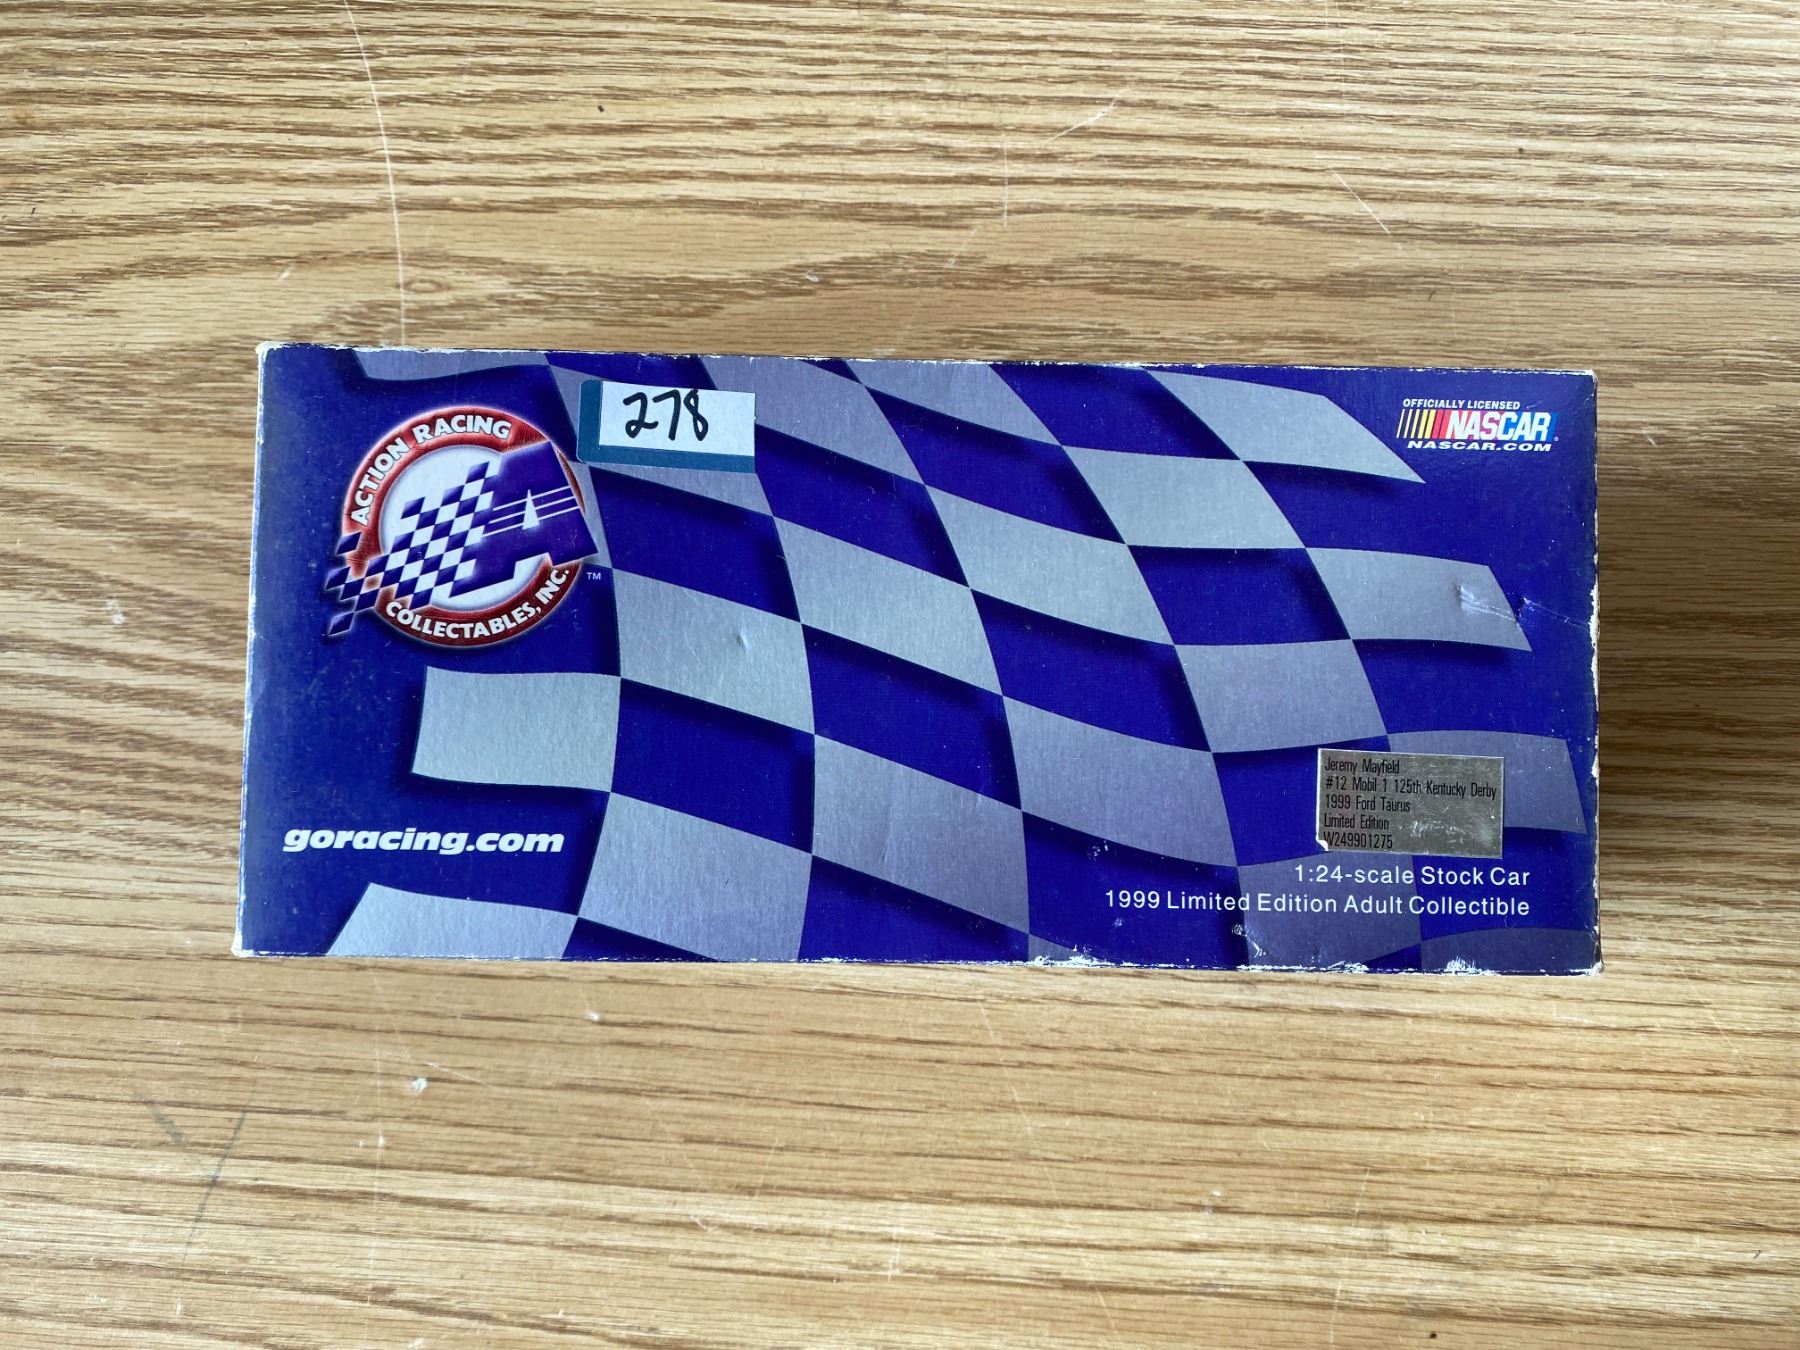 278
OFFICIALLY LICENSED
NASCAR
NASCAR.COM
ACTION RACING
COLLECTABLES, INC.
TM
goracing.com
Jeremy Mayfield
#12 Mobil 1 125th Kentucky Derby
1999 Ford Taurus
Limited Edition
W249901275
1:24-scale Stock Car
1999 Limited Edition Adult Collectible